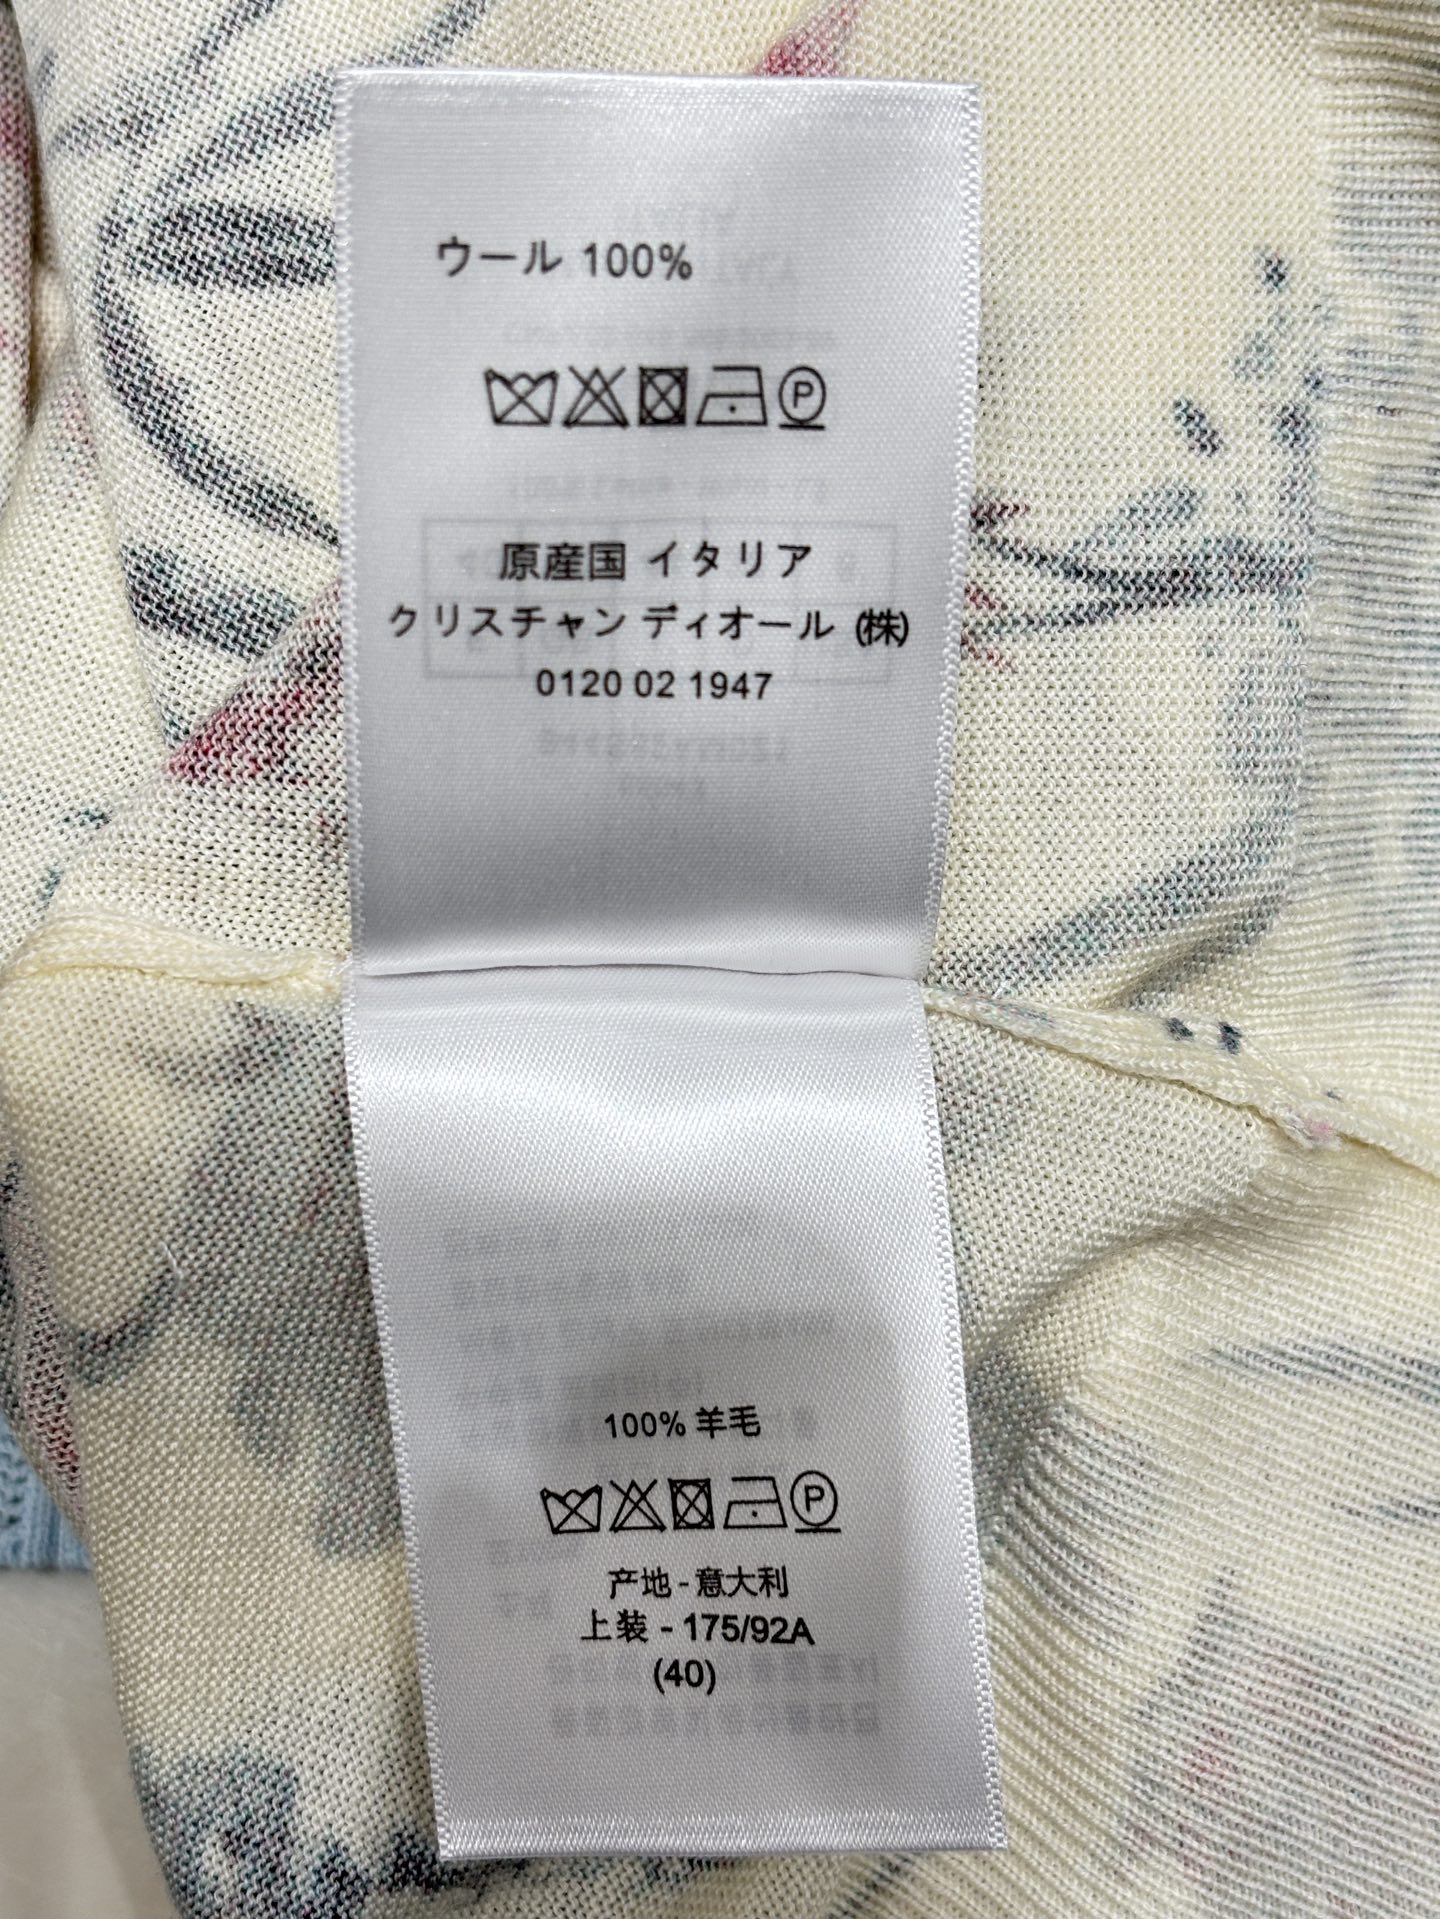 ウール 100%
P
原産国 イタリア
クリスチャン ディオール (株)
0120 02 1947
100% 羊毛
P
产地 - 意大利
上装 - 175/92A
(40)